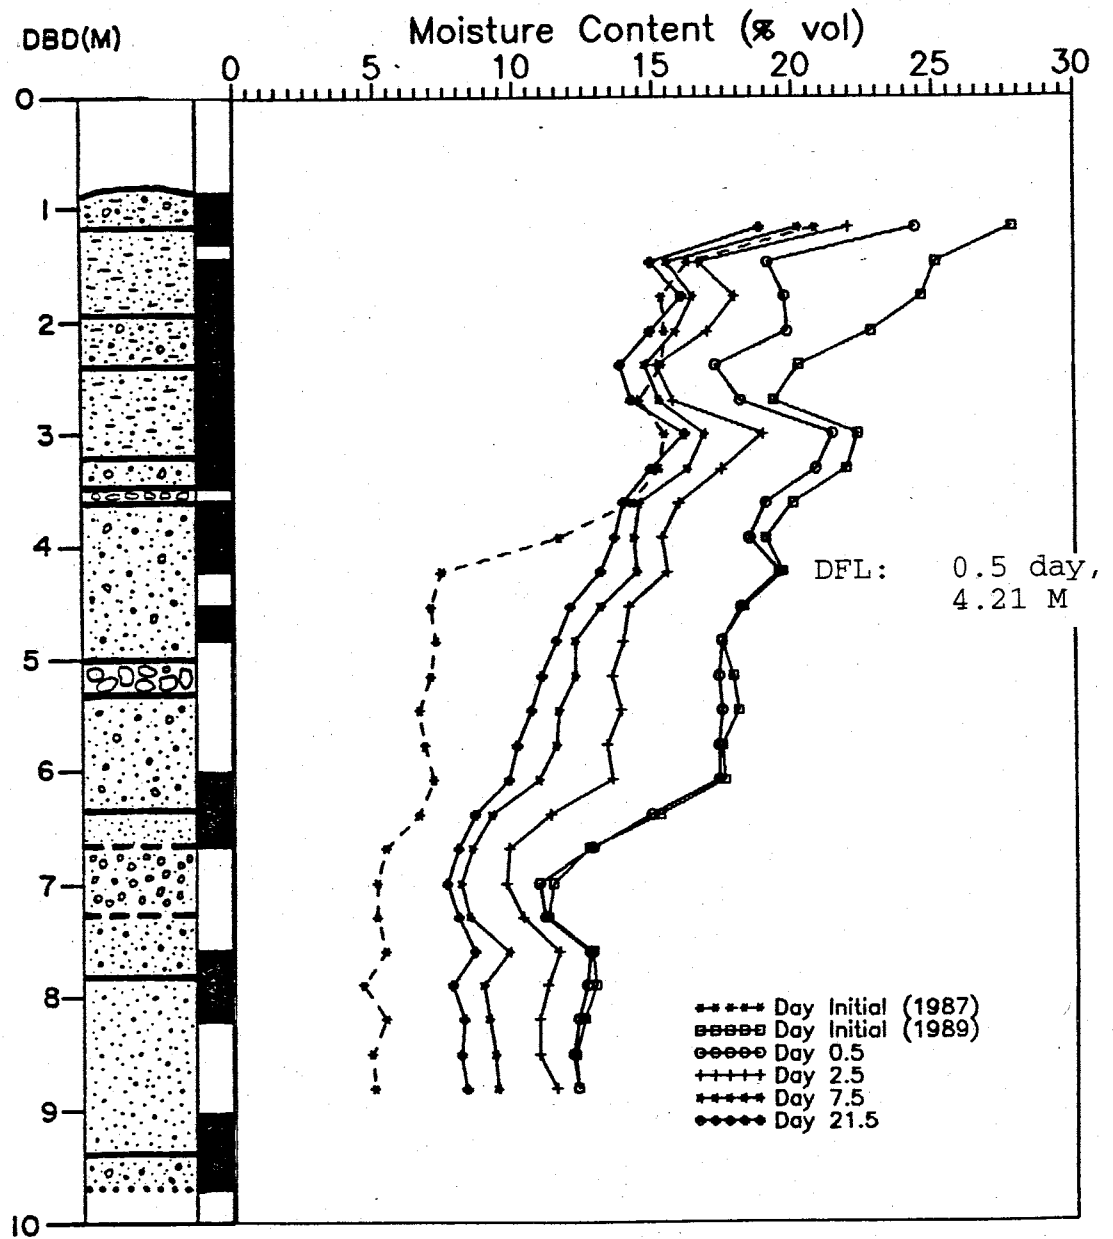 DBD(M)
Moisture Content (% vol)
0 5 10 15 20 25 30
0
1
2
3
4
DFL: 0.5 day,
4.21 M
5
6
7
8
Day Initial (1987)
Day Initial (1989)
Day 0.5
Day 2.5
Day 7.5
Day 21.5
9
10